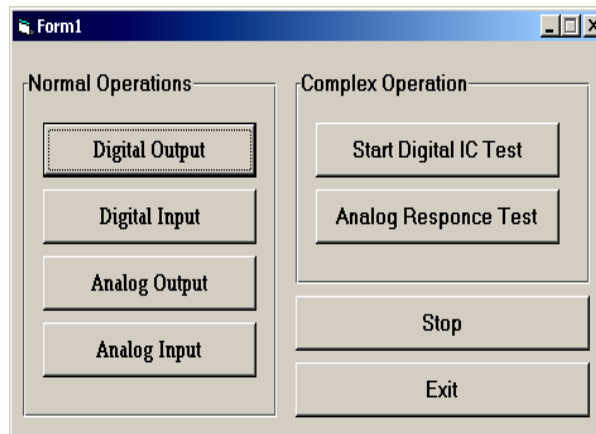 Form1
Normal Operations
Digital Output
Digital Input
Analog Output
Analog Input
Complex Operation
Start Digital IC Test
Analog Responce Test
Stop
Exit